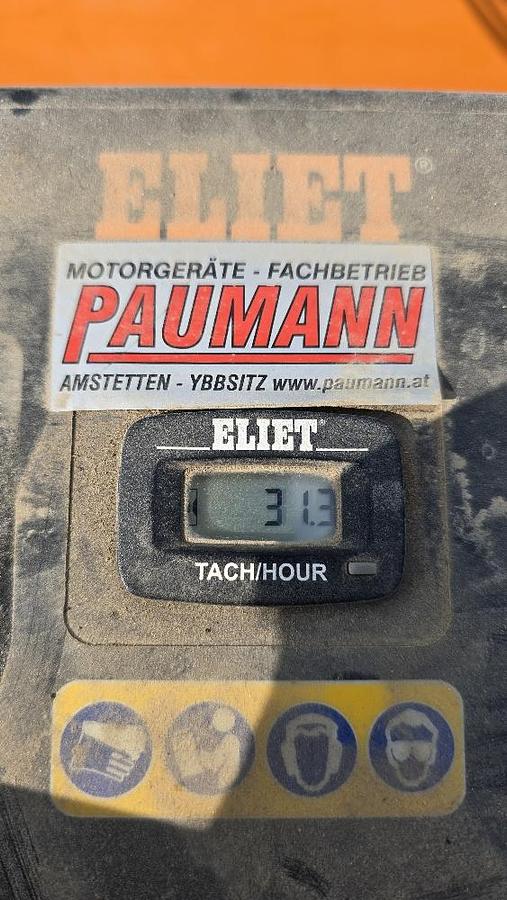 ELIET®
MOTORGERÄTE - FACHBETRIEB
PAUMANN
AMSTETTEN - YBBSITZ www.paumann.at
ELIET®
31.3
TACH/HOUR